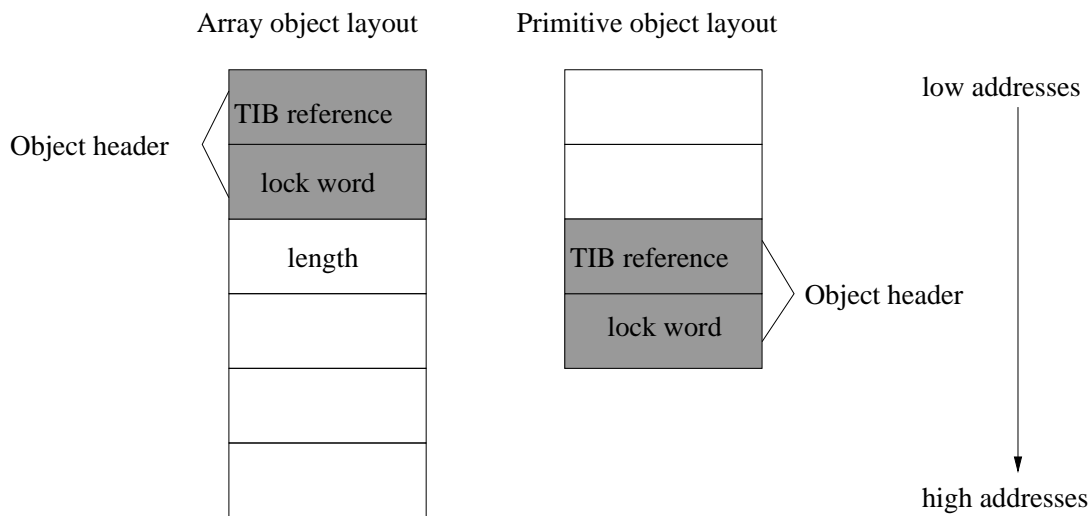 Array object layout
Primitive object layout
low addresses
TIB reference
Object header
lock word
length
TIB reference
Object header
lock word
high addresses